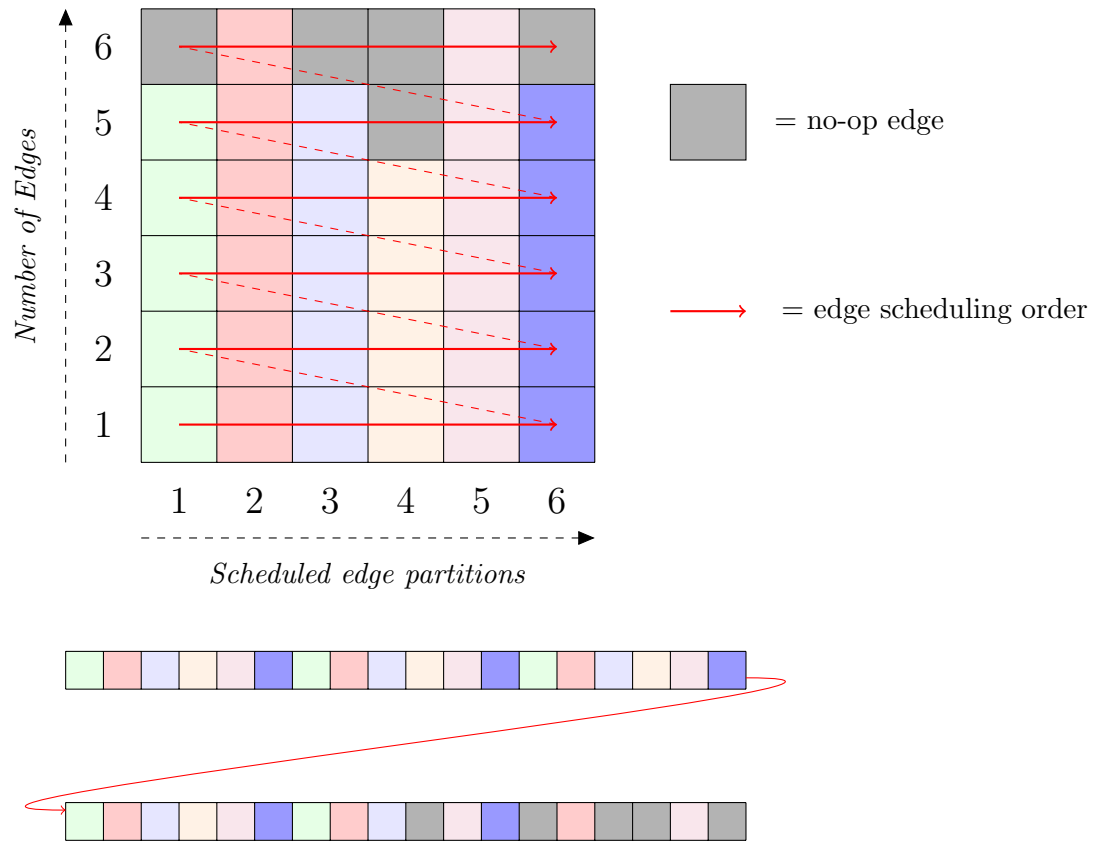 6
5
= no-op edge
4
3
= edge scheduling order
2
1
Number of Edges
1 2 3 4 5 6
Scheduled edge partitions